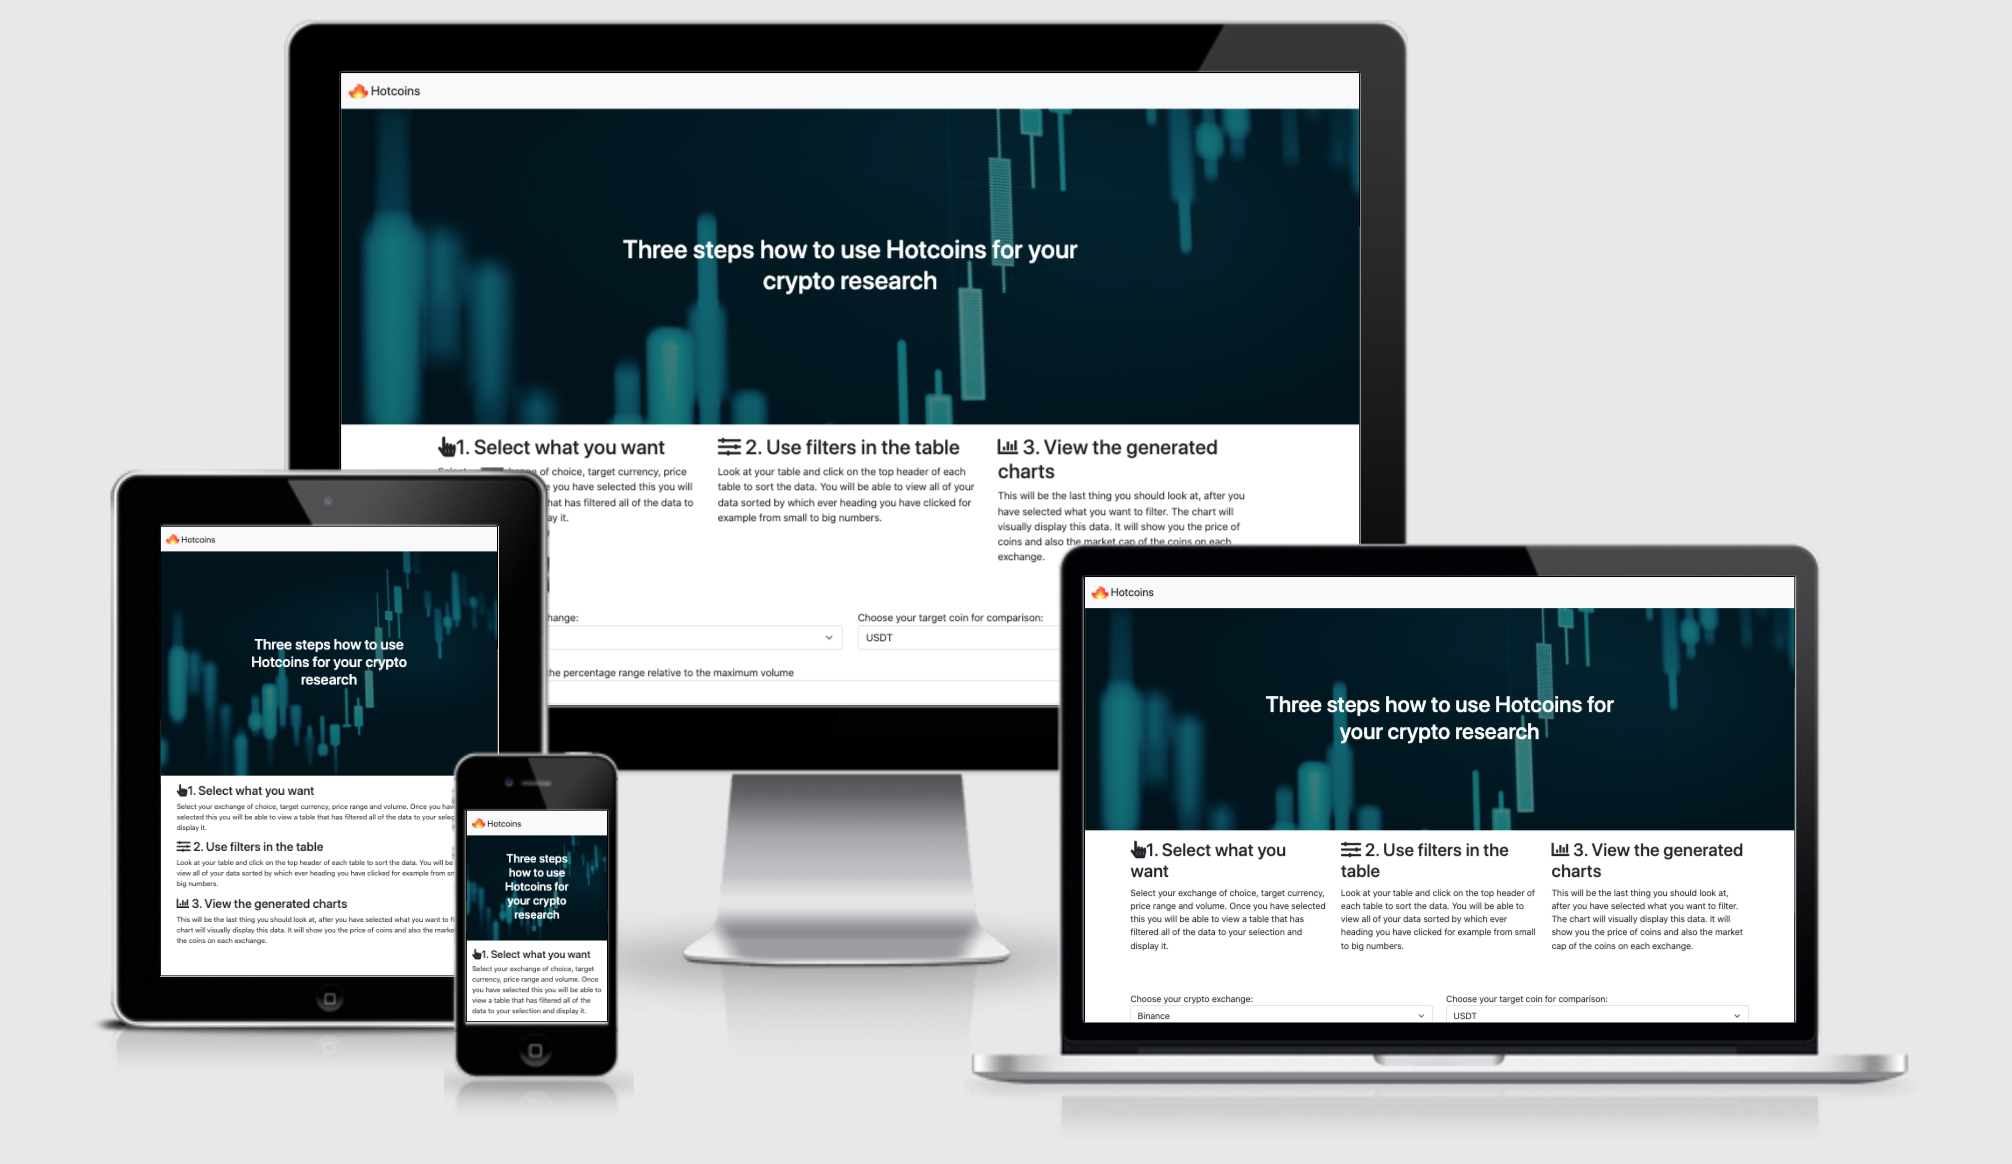 Hotcoins
Three steps how to use Hotcoins for your
crypto research
1. Select what you want
of choice, target currency, price
you have selected this you will
hat has filtered all of the data to
ay it.
2. Use filters in the table
Look at your table and click on the top header of each
table to sort the data. You will be able to view all of your
data sorted by which ever heading you have clicked for
example from small to big numbers.
3. View the generated
charts
This will be the last thing you should look at, after you
have selected what you want to filter. The chart will
visually display this data. It will show you the price of
coins and also the market cap of the coins on each
exchange.
hange:
Choose your target coin for comparison:
USDT
the percentage range relative to the maximum volume
Hotcoins
Three steps how to use
Hotcoins for your crypto
research
1. Select what you want
Select your exchange of choice, target currency, price range and volume. Once you hav
selected this you will be able to view a table that has filtered all of the data to your selec
display it.
2. Use filters in the table
Look at your table and click on the top header of each table to sort the data. You will be
view all of your data sorted by which ever heading you have clicked for example from sm
big numbers.
3. View the generated charts
This will be the last thing you should look at, after you have selected what you want to fi
chart will visually display this data. It will show you the price of coins and also the marke
the coins on each exchange.
Hotcoins
Three steps
how to use
Hotcoins for
your crypto
research
1. Select what you want
Select your exchange of choice, target
currency, price range and volume. Once
you have selected this you will be able to
view a table that has filtered all of the
data to your selection and display it.
Hotcoins
Three steps how to use Hotcoins for
your crypto research
1. Select what you
want
Select your exchange of choice, target currency,
price range and volume. Once you have selected
this you will be able to view a table that has
filtered all of the data to your selection and
display it.
2. Use filters in the
table
Look at your table and click on the top header of
each table to sort the data. You will be able to
view all of your data sorted by which ever
heading you have clicked for example from small
to big numbers.
3. View the generated
charts
This will be the last thing you should look at,
after you have selected what you want to filter.
The chart will visually display this data. It will
show you the price of coins and also the market
cap of the coins on each exchange.
Choose your crypto exchange:
Binance
Choose your target coin for comparison:
USDT